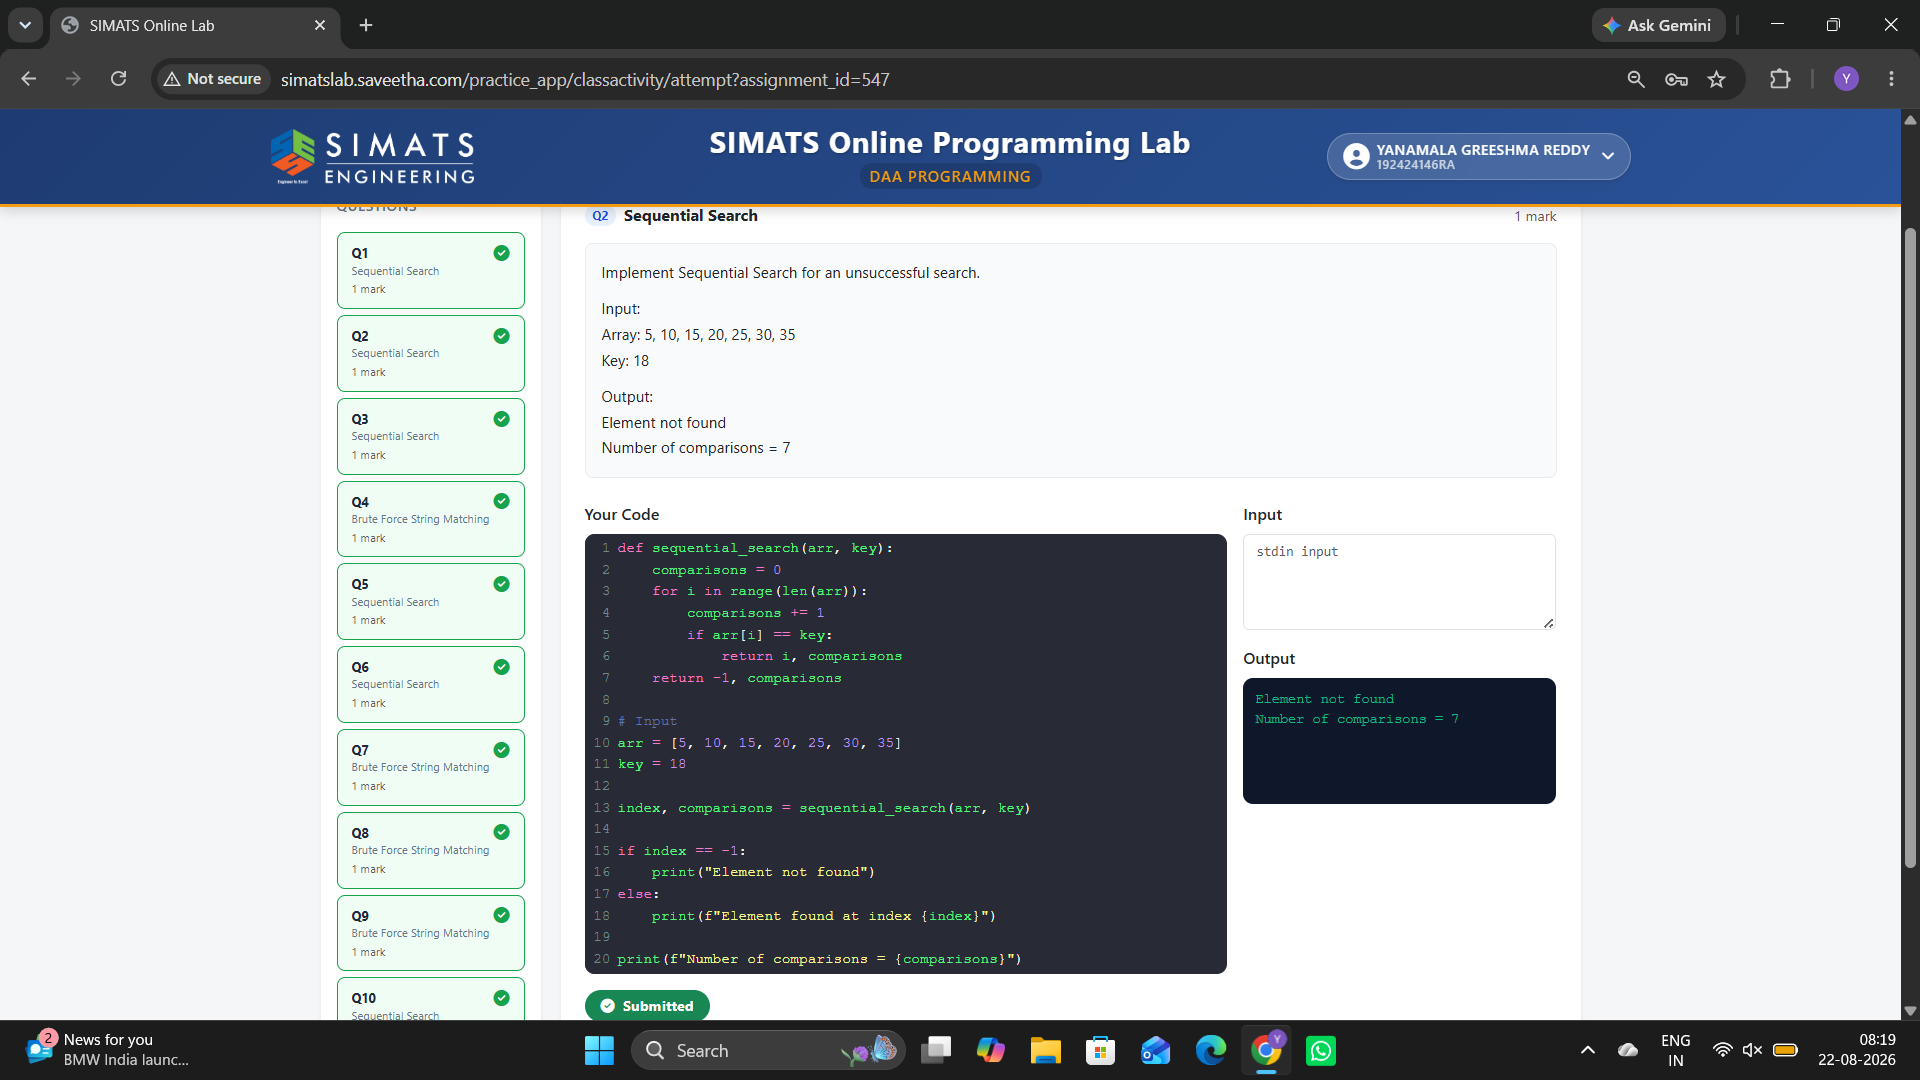 SIMATS Online Lab
Ask Gemini
Not secure
simatslab.saveetha.com/practice_app/classactivity/attempt?assignment_id=547
Y
SIMATS
ENGINEERING
Engineer to Excel
SIMATS Online Programming Lab
DAA PROGRAMMING
YANAMALA GREESHMA REDDY
192424146RA
QUESTIONS
Q1
Sequential Search
1 mark
Q2
Sequential Search
1 mark
Q3
Sequential Search
1 mark
Q4
Brute Force String Matching
1 mark
Q5
Sequential Search
1 mark
Q6
Sequential Search
1 mark
Q7
Brute Force String Matching
1 mark
Q8
Brute Force String Matching
1 mark
Q9
Brute Force String Matching
1 mark
Q10
Sequential Search
Q2 Sequential Search 1 mark
Implement Sequential Search for an unsuccessful search.
Input:
Array: 5, 10, 15, 20, 25, 30, 35
Key: 18
Output:
Element not found
Number of comparisons = 7
Your Code
1 def sequential_search(arr, key):
2     comparisons = 0
3     for i in range(len(arr)):
4         comparisons += 1
5         if arr[i] == key:
6             return i, comparisons
7     return -1, comparisons
8
9 # Input
10 arr = [5, 10, 15, 20, 25, 30, 35]
11 key = 18
12
13 index, comparisons = sequential_search(arr, key)
14
15 if index == -1:
16     print("Element not found")
17 else:
18     print(f"Element found at index {index}")
19
20 print(f"Number of comparisons = {comparisons}")
Submitted
Input
stdin input
Output
Element not found
Number of comparisons = 7
2
News for you
BMW India launc...
Search
Y
ENG
IN
08:19
22-08-2026